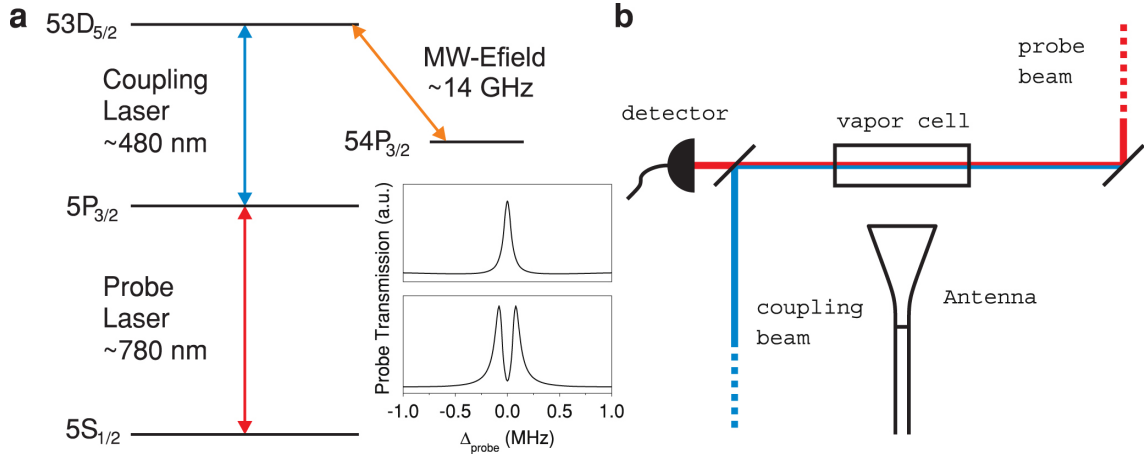 a
53D5/2
Coupling
Laser
~480 nm
MW-Efield
~14 GHz
54P3/2
5P3/2
Probe
Laser
~780 nm
5S1/2
Probe Transmission (a.u.)
-1.0 -0.5 0.0 0.5 1.0
Δprobe (MHz)
b
probe
beam
detector
vapor cell
coupling
beam
Antenna